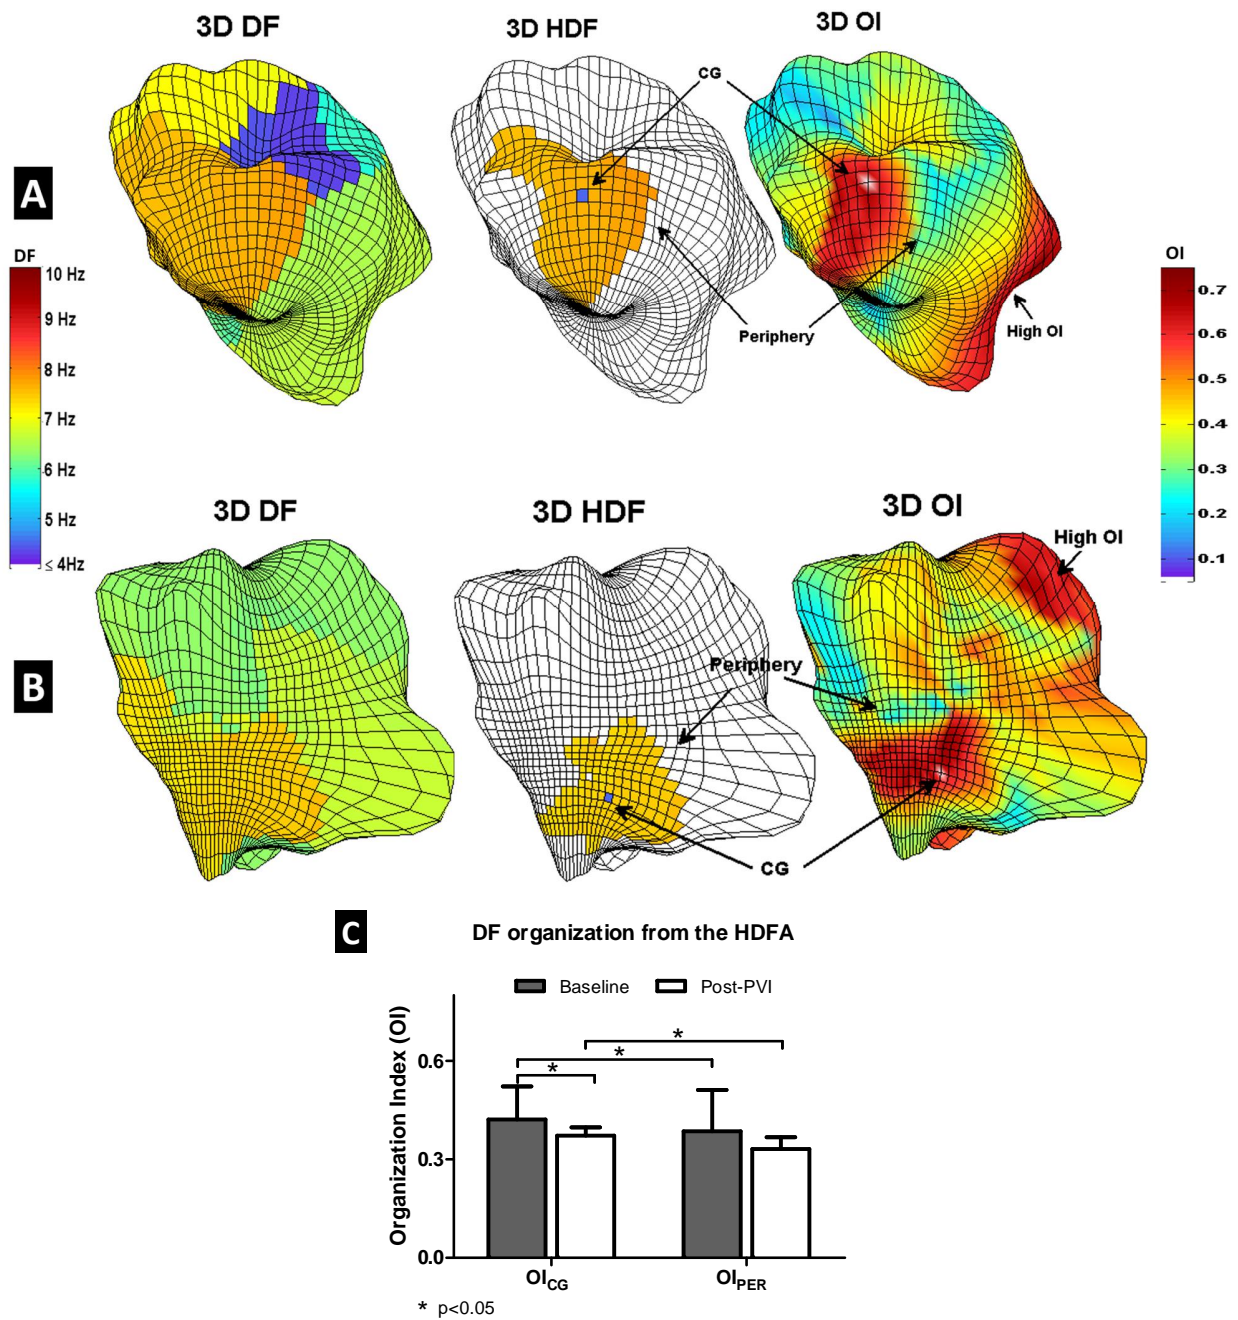 3D DF
3D HDF
3D OI
CG
A
DF
10 Hz
9 Hz
8 Hz
7 Hz
6 Hz
5 Hz
≤ 4Hz
Periphery
High OI
OI
0.7
0.6
0.5
0.4
0.3
0.2
0.1
3D DF
3D HDF
3D OI
High OI
B
Periphery
CG
C
DF organization from the HDFA
Baseline
Post-PVI
Organization Index (OI)
0.6
0.3
0.0
*
*
*
OI_CG
OI_PER
* p<0.05